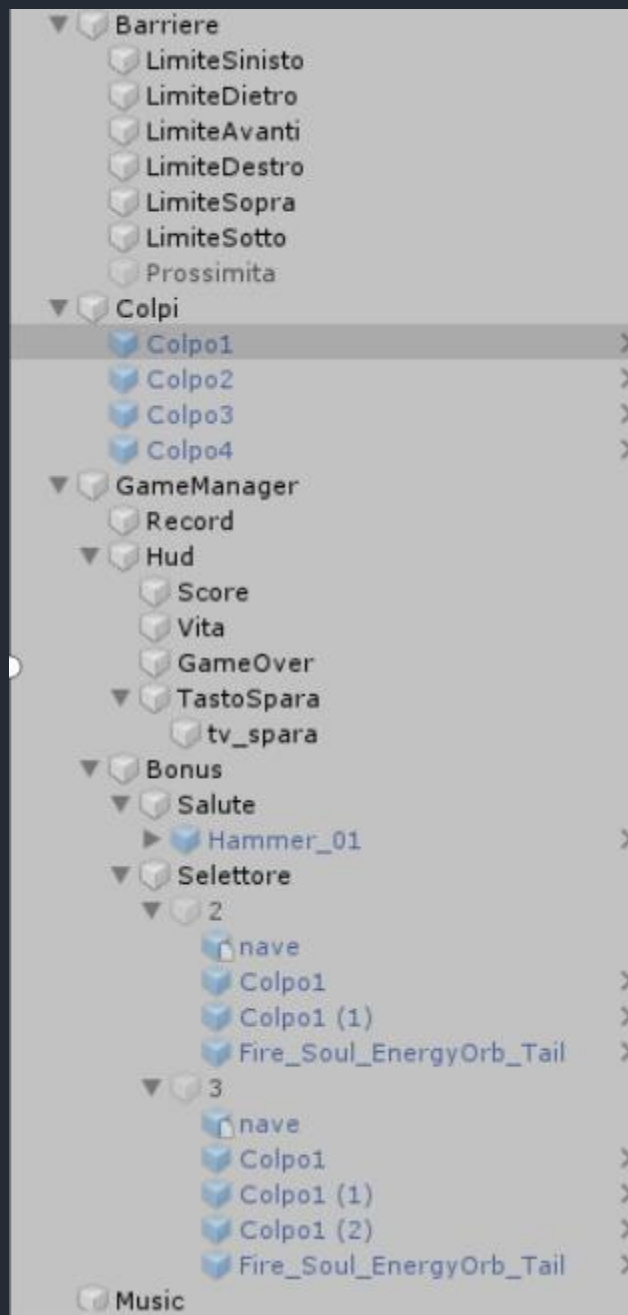 Barriere
LimiteSinisto
LimiteDietro
LimiteAvanti
LimiteDestro
LimiteSopra
LimiteSotto
Prossimita
Colpi
Colpo1
Colpo2
Colpo3
Colpo4
GameManager
Record
Hud
Score
Vita
GameOver
TastoSpara
tv_spara
Bonus
Salute
Hammer_01
Selettore
2
nave
Colpo1
Colpo1 (1)
Fire_Soul_EnergyOrb_Tail
3
nave
Colpo1
Colpo1 (1)
Colpo1 (2)
Fire_Soul_EnergyOrb_Tail
Music